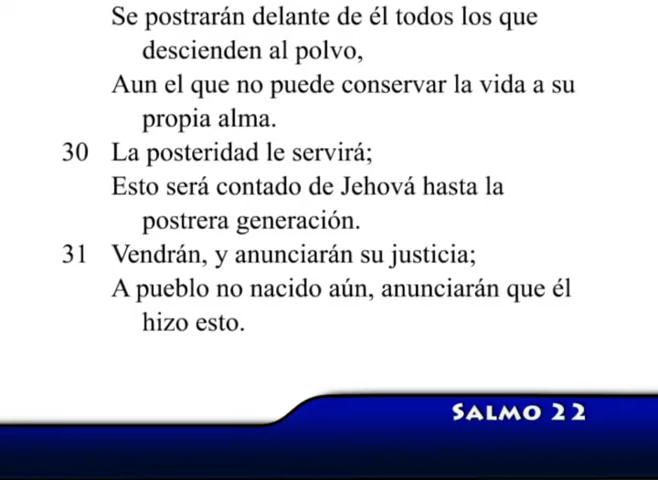 Se postrarán delante de él todos los que
descienden al polvo,
Aun el que no puede conservar la vida a su
propia alma.
30 La posteridad le servirá;
Esto será contado de Jehová hasta la
postrera generación.
31 Vendrán, y anunciarán su justicia;
A pueblo no nacido aún, anunciarán que él
hizo esto.
SALMO 22